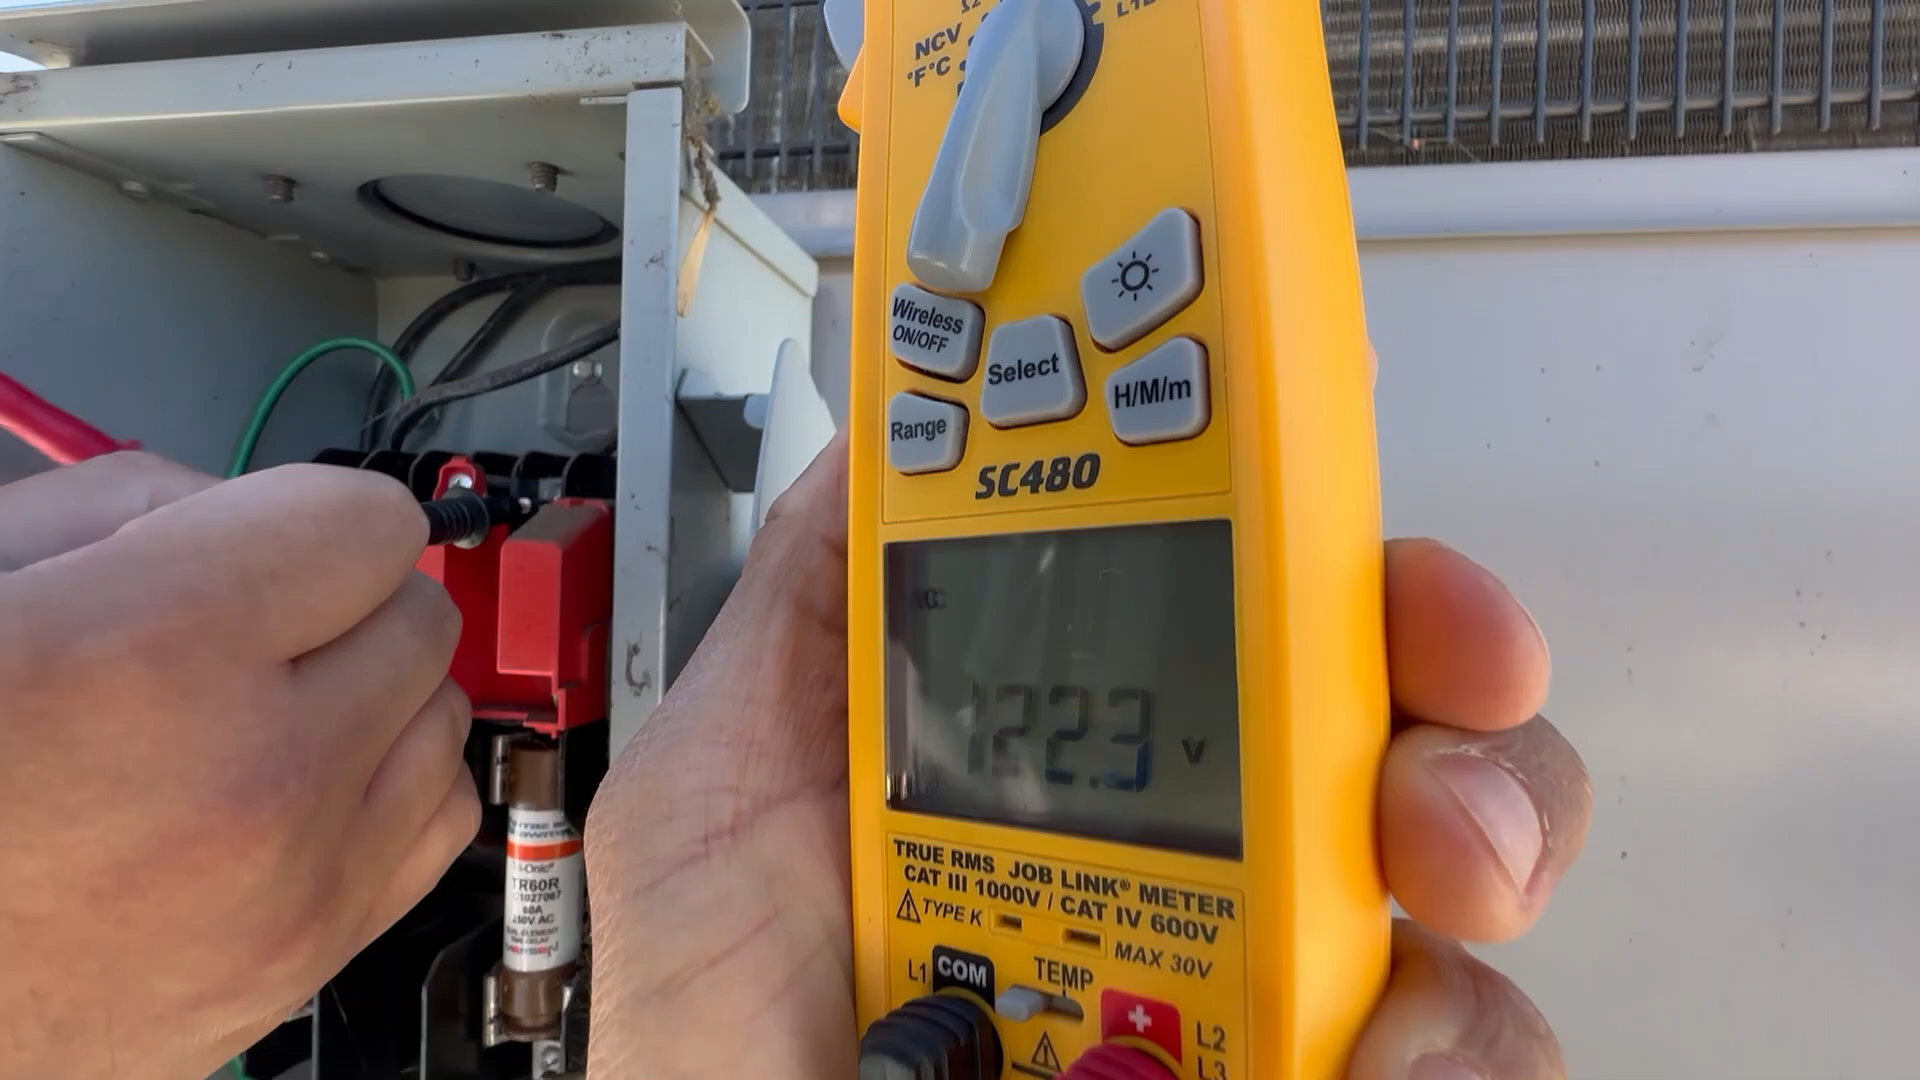 NCV
°F°C
Wireless
ON/OFF
Select
H/M/m
Range
SC480
AC
122.3 V
TRUE RMS JOB LINK® METER
CAT III 1000V / CAT IV 600V
TYPE K
MAX 30V
L1 COM
TEMP
+
L2
L3
TR60R
60A
250V AC